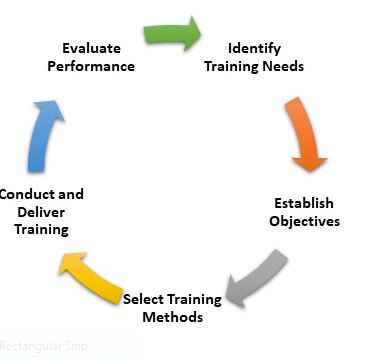 Evaluate
Performance
Identify
Training Needs
Establish
Objectives
Select Training
Methods
Conduct and
Deliver
Training
Rectangular Snip